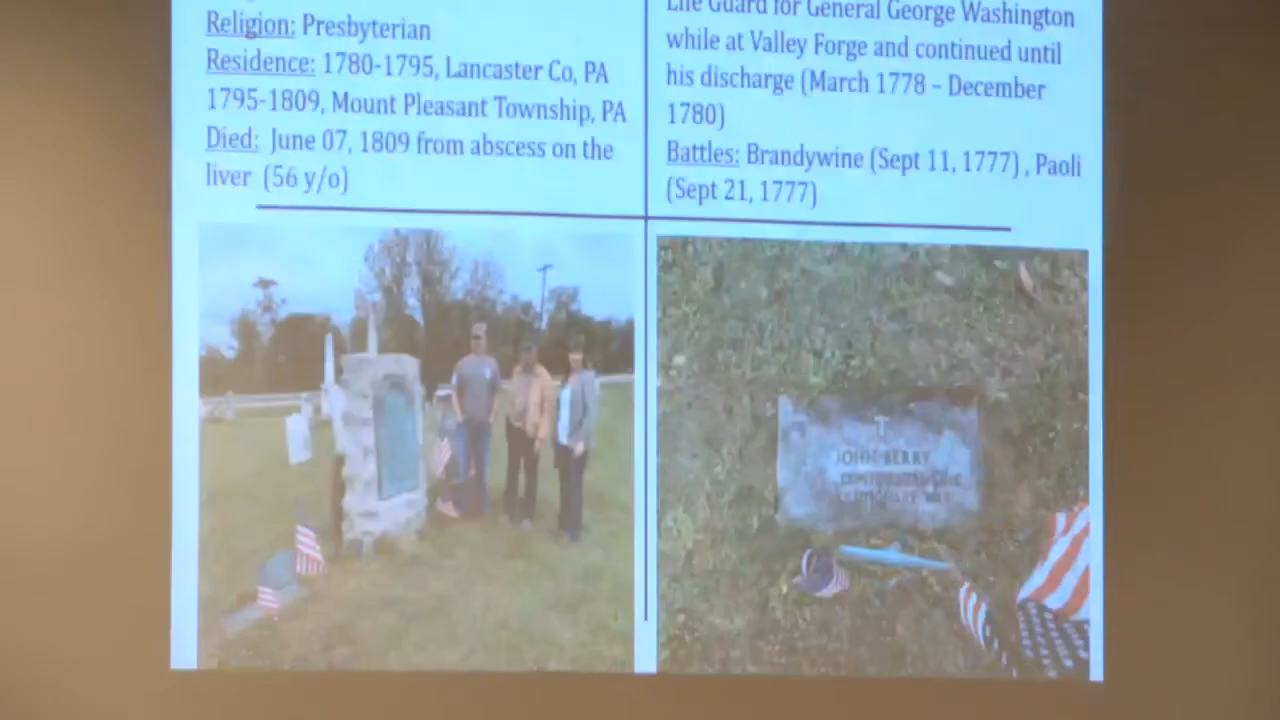 Religion: Presbyterian
Residence: 1780-1795, Lancaster Co, PA
1795-1809, Mount Pleasant Township, PA
Died: June 07, 1809 from abscess on the
liver (56 y/o)
Life Guard for General George Washington
while at Valley Forge and continued until
his discharge (March 1778 – December
1780)
Battles: Brandywine (Sept 11, 1777) , Paoli
(Sept 21, 1777)
JOHN BERRY